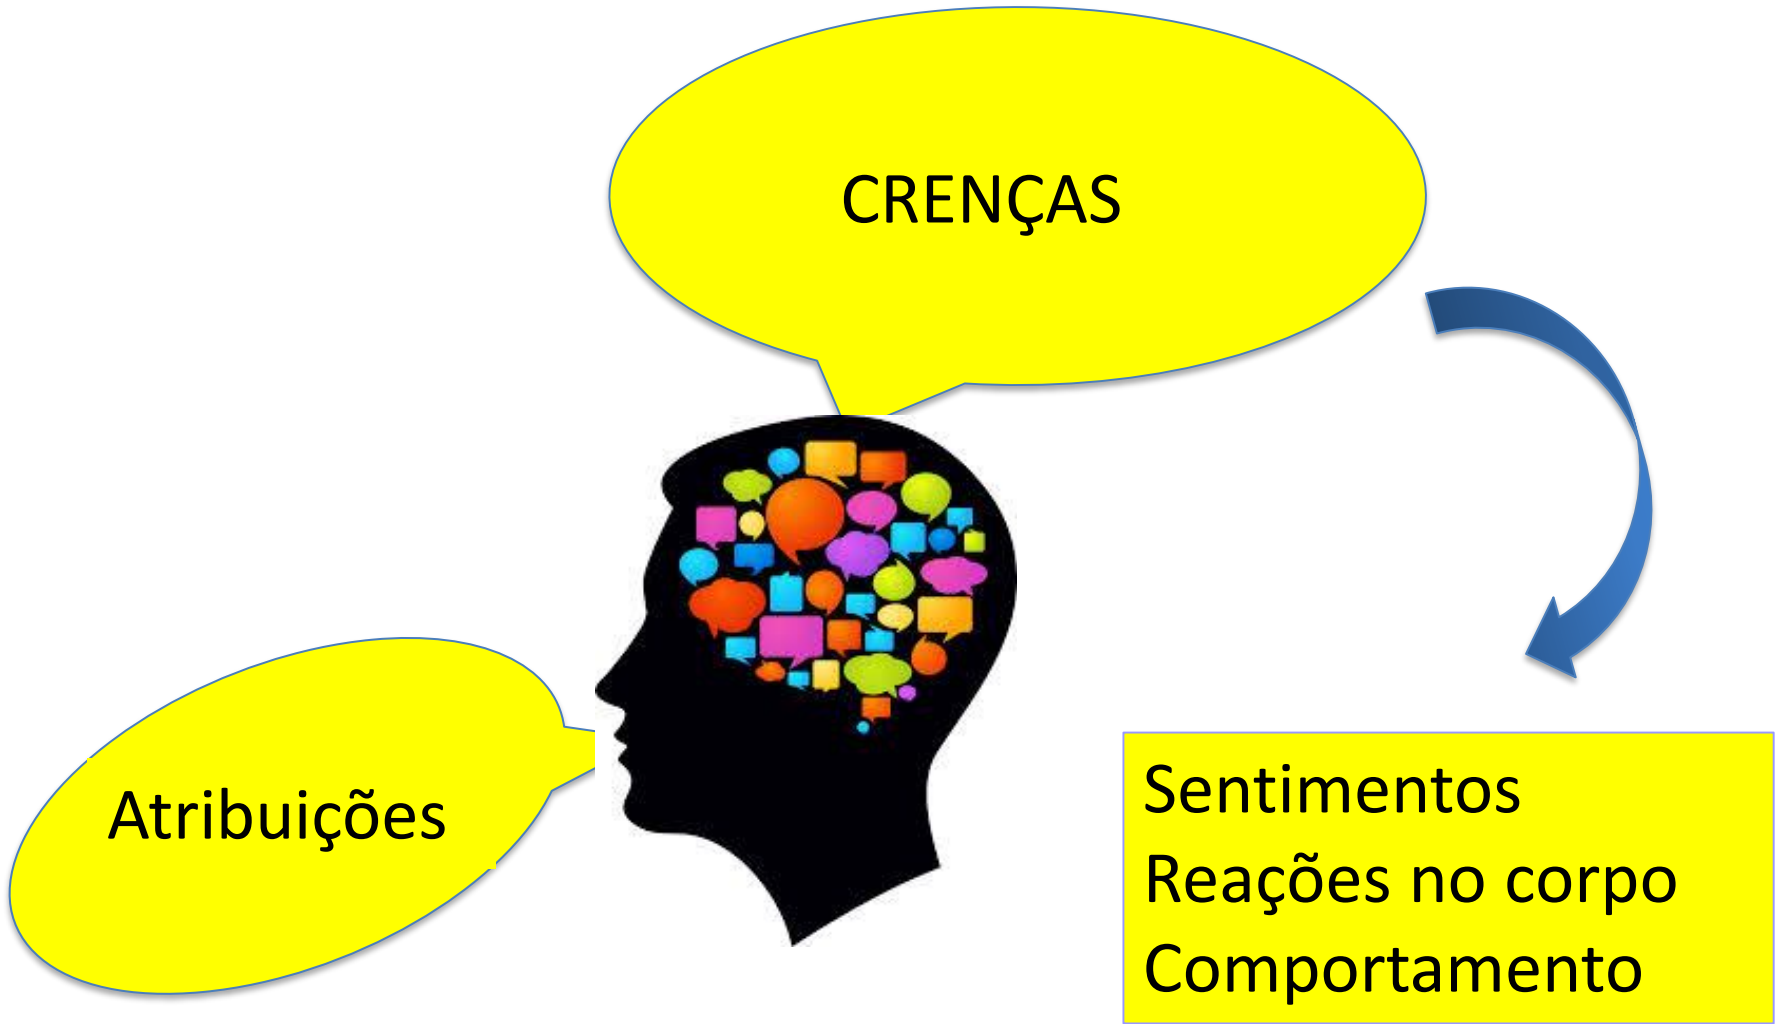 CRENÇAS
Atribuições
Sentimentos
Reações no corpo
Comportamento